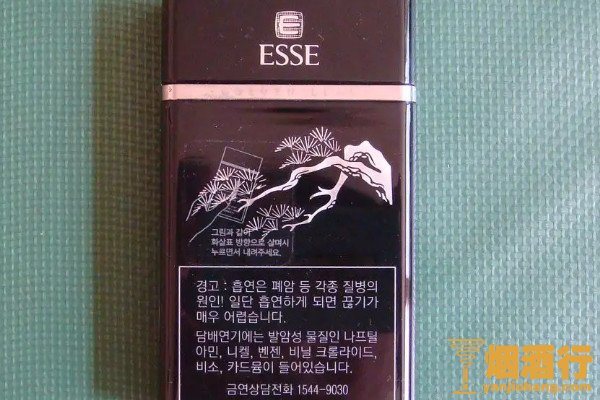 ESSE
그림과 같이
화살표 방향으로 살며시
누르면서 내려주세요.
경고 : 흡연은 폐암 등 각종 질병의
원인! 일단 흡연하게 되면 끊기가
매우 어렵습니다.
담배연기에는 발암성 물질인 나프틸
아민, 니켈, 벤젠, 비닐 크롤라이드,
비소, 카드뮴이 들어있습니다.
금연상담전화 1544-9030
烟酒行
yanjiuhang.com